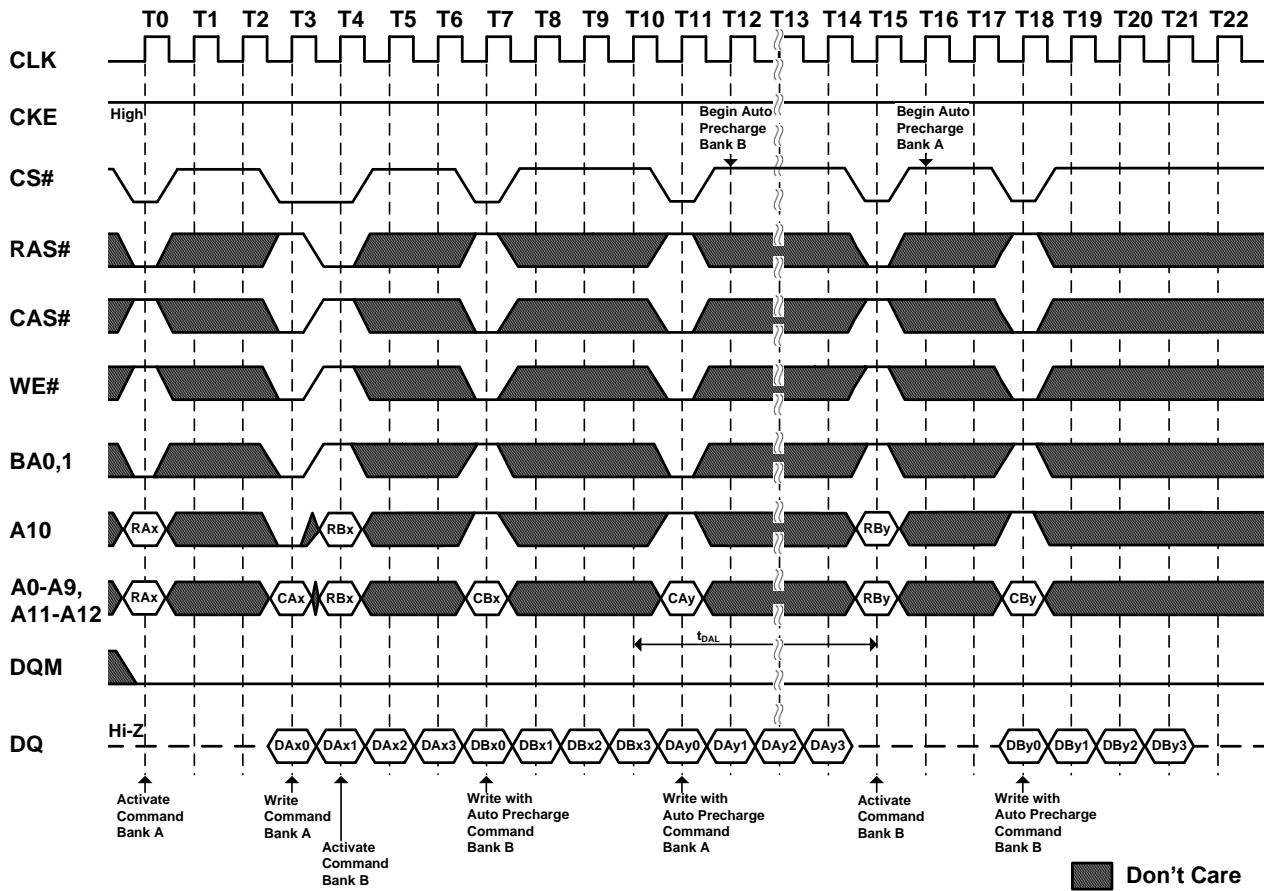 T0 T1 T2 T3 T4 T5 T6 T7 T8 T9 T10 T11 T12 T13 T14 T15 T16 T17 T18 T19 T20 T21 T22
CLK
CKE
High
Begin Auto
Precharge
Bank B
Begin Auto
Precharge
Bank A
CS#
RAS#
CAS#
WE#
BA0,1
A10
RAx RBx RBy
A0-A9,
A11-A12
RAx CAx RBx CBx CAy RBy CBy
tDAL
DQM
Hi-Z
DQ
DAx0 DAx1 DAx2 DAx3 DBx0 DBx1 DBx2 DBx3 DAy0 DAy1 DAy2 DAy3 DBy0 DBy1 DBy2 DBy3
Activate
Command
Bank A
Write
Command
Bank A
Activate
Command
Bank B
Write with
Auto Precharge
Command
Bank B
Write with
Auto Precharge
Command
Bank A
Activate
Command
Bank B
Write with
Auto Precharge
Command
Bank B
Don't Care